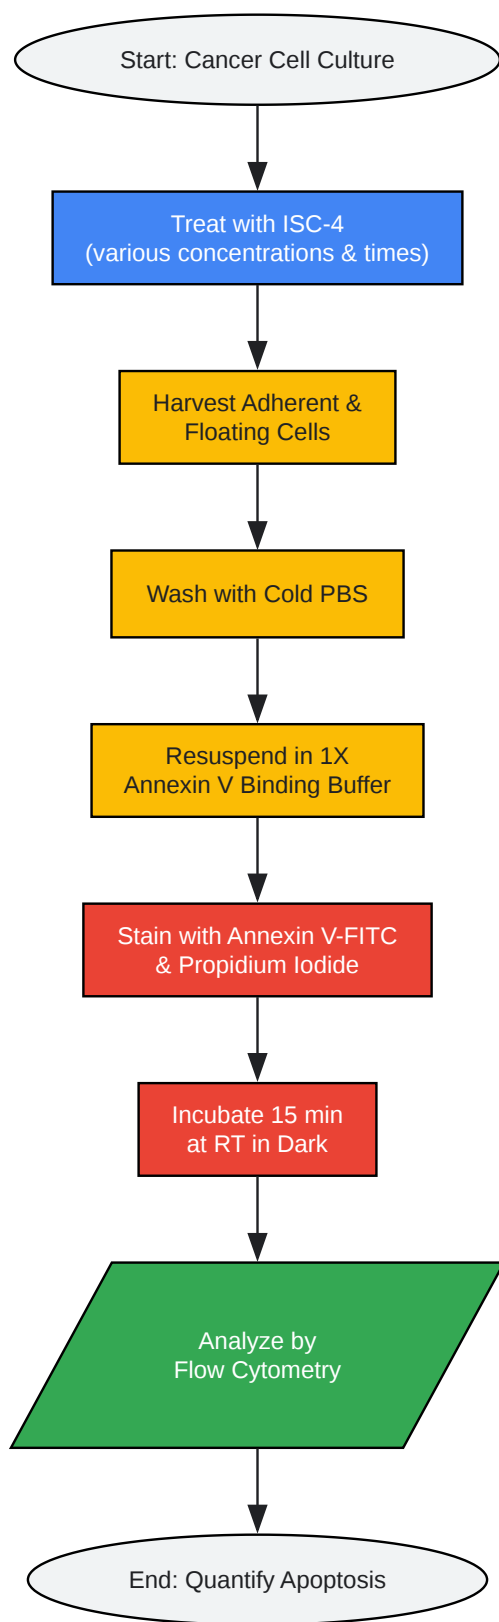 Start: Cancer Cell Culture
Treat with ISC-4
(various concentrations & times)
Harvest Adherent &
Floating Cells
Wash with Cold PBS
Resuspend in 1X
Annexin V Binding Buffer
Stain with Annexin V-FITC
& Propidium Iodide
Incubate 15 min
at RT in Dark
Analyze by
Flow Cytometry
End: Quantify Apoptosis